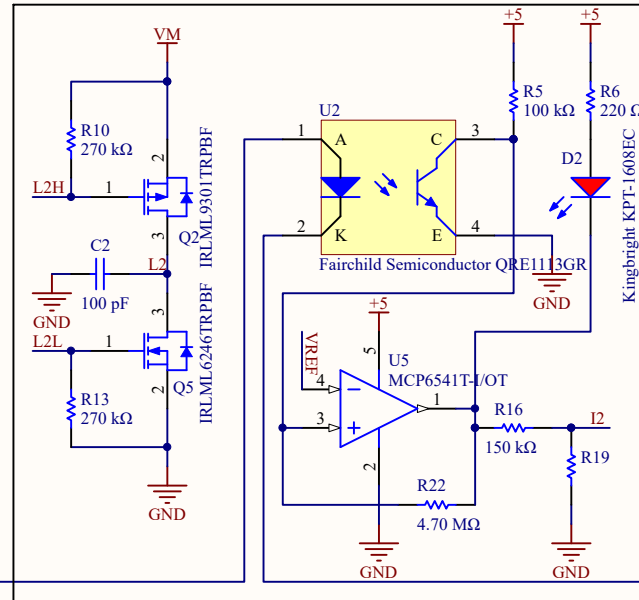 VM
R10
270 kΩ
2
L2H
1
Q2
IRLML9301TRPBF
3
C2
L2
100 pF
GND
3
L2L
1
Q5
IRLML6246TRPBF
2
R13
270 kΩ
GND
+5
+5
R5
100 kΩ
R6
220 Ω
U2
1
A
C
3
D2
2
K
E
4
Fairchild Semiconductor QRE1113GR
Kingbright KPT-1608EC
GND
+5
VREF
5
U5
MCP6541T-I/OT
4
1
3
2
R16
150 kΩ
I2
R19
R22
4.70 MΩ
GND
GND